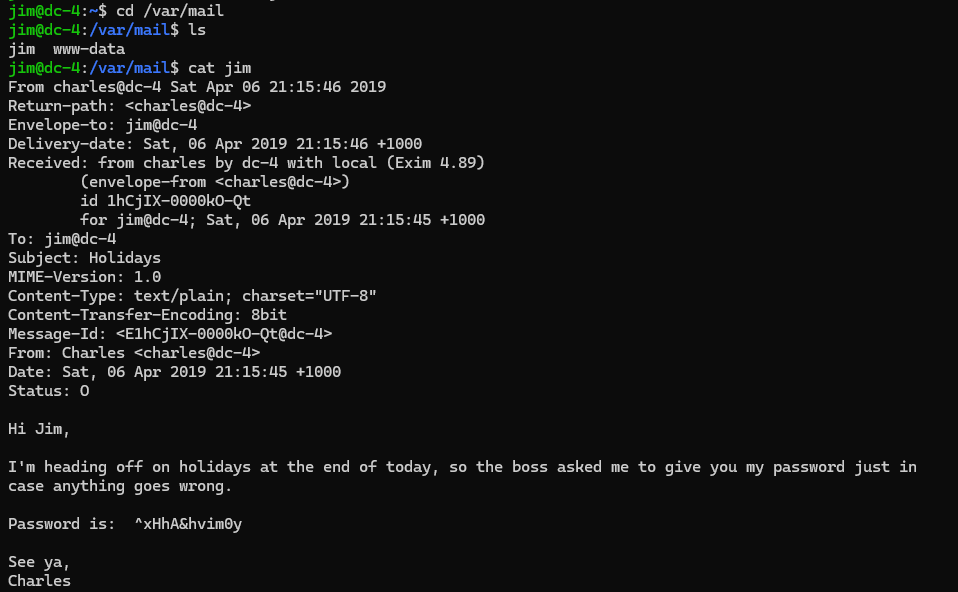 jim@dc-4:~$ cd /var/mail
jim@dc-4:/var/mail$ ls
jim  www-data
jim@dc-4:/var/mail$ cat jim
From charles@dc-4 Sat Apr 06 21:15:46 2019
Return-path: <charles@dc-4>
Envelope-to: jim@dc-4
Delivery-date: Sat, 06 Apr 2019 21:15:46 +1000
Received: from charles by dc-4 with local (Exim 4.89)
        (envelope-from <charles@dc-4>)
        id 1hCjIX-0000kO-Qt
        for jim@dc-4; Sat, 06 Apr 2019 21:15:45 +1000
To: jim@dc-4
Subject: Holidays
MIME-Version: 1.0
Content-Type: text/plain; charset="UTF-8"
Content-Transfer-Encoding: 8bit
Message-Id: <E1hCjIX-0000kO-Qt@dc-4>
From: Charles <charles@dc-4>
Date: Sat, 06 Apr 2019 21:15:45 +1000
Status: O

Hi Jim,

I'm heading off on holidays at the end of today, so the boss asked me to give you my password just in
case anything goes wrong.

Password is:  ^xHhA&hvim0y

See ya,
Charles